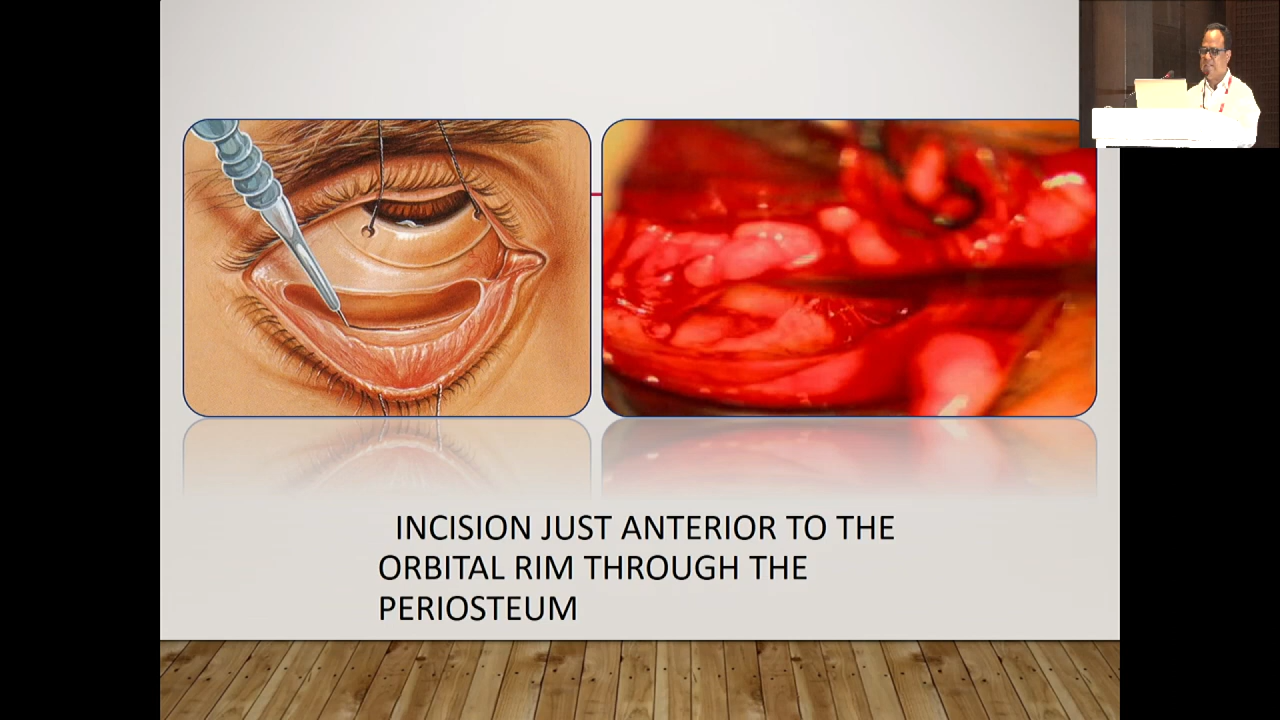 INCISION JUST ANTERIOR TO THE
ORBITAL RIM THROUGH THE
PERIOSTEUM